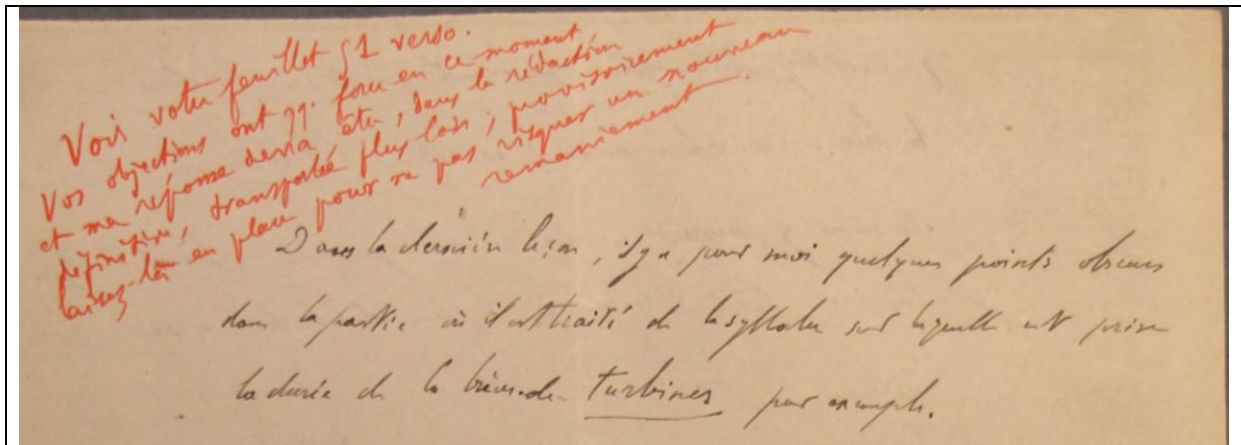 Vois votre feuillet 51 verso.
Vos objections ont qq. force en ce moment
et ma réponse devra être, dans la rédaction
définitive, transportée plus loin ; provisoirement
laissez-la en place pour ne pas risquer un nouveau
remaniement.
Dans la dernière leçon, il y a pour moi quelques points obscurs
dans la partie où il est traité de la syllabe sur laquelle est prise
la durée de la brève de turbines par exemple.